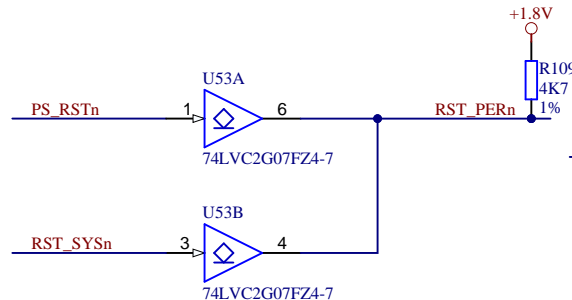 +1.8V
U53A
R109
4K7
1%
PS_RSTn
1
6
RST_PERn
74LVC2G07FZ4-7
U53B
RST_SYSn
3
4
74LVC2G07FZ4-7